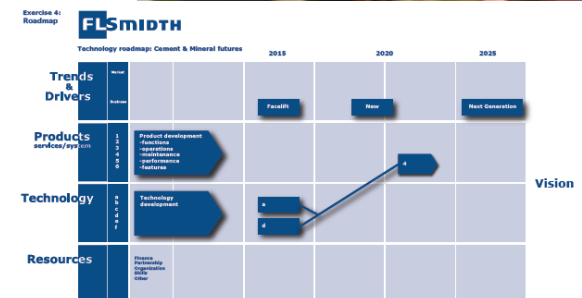 Exercise 4:
Roadmap
FLSMIDTH
Technology roadmap: Cement & Mineral futures
2015
2020
2025
Trends
&
Drivers
Market
Business
Facelift
New
Next Generation
Products
services/system
1
2
3
4
5
6
Product development
-functions
-operations
-maintenance
-performance
-features
d
Vision
Technology
a
b
c
d
e
f
Technology
development
a
d
Resources
Finance
Partnership
Organization
Skills
Other